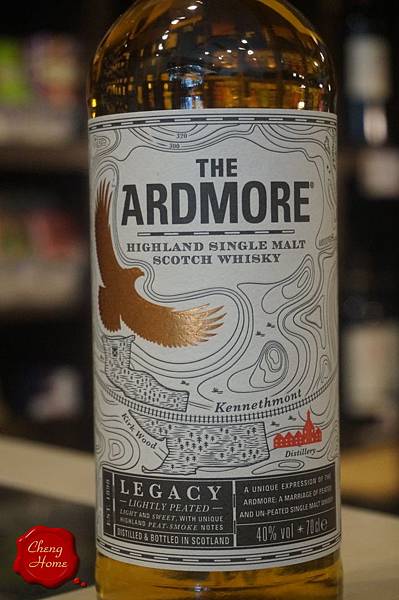 320
300
THE
ARDMORE®
HIGHLAND SINGLE MALT
SCOTCH WHISKY
Kennethmont
Kirk Wood
Distillery
EST. 1898
LEGACY
— LIGHTLY PEATED —
LIGHT AND SWEET, WITH UNIQUE
HIGHLAND PEAT-SMOKE NOTES
DISTILLED & BOTTLED IN SCOTLAND
A UNIQUE EXPRESSION OF THE
ARDMORE; A MARRIAGE OF PEATED
AND UN-PEATED SINGLE MALT
40% vol * 70cl e
Cheng
Home